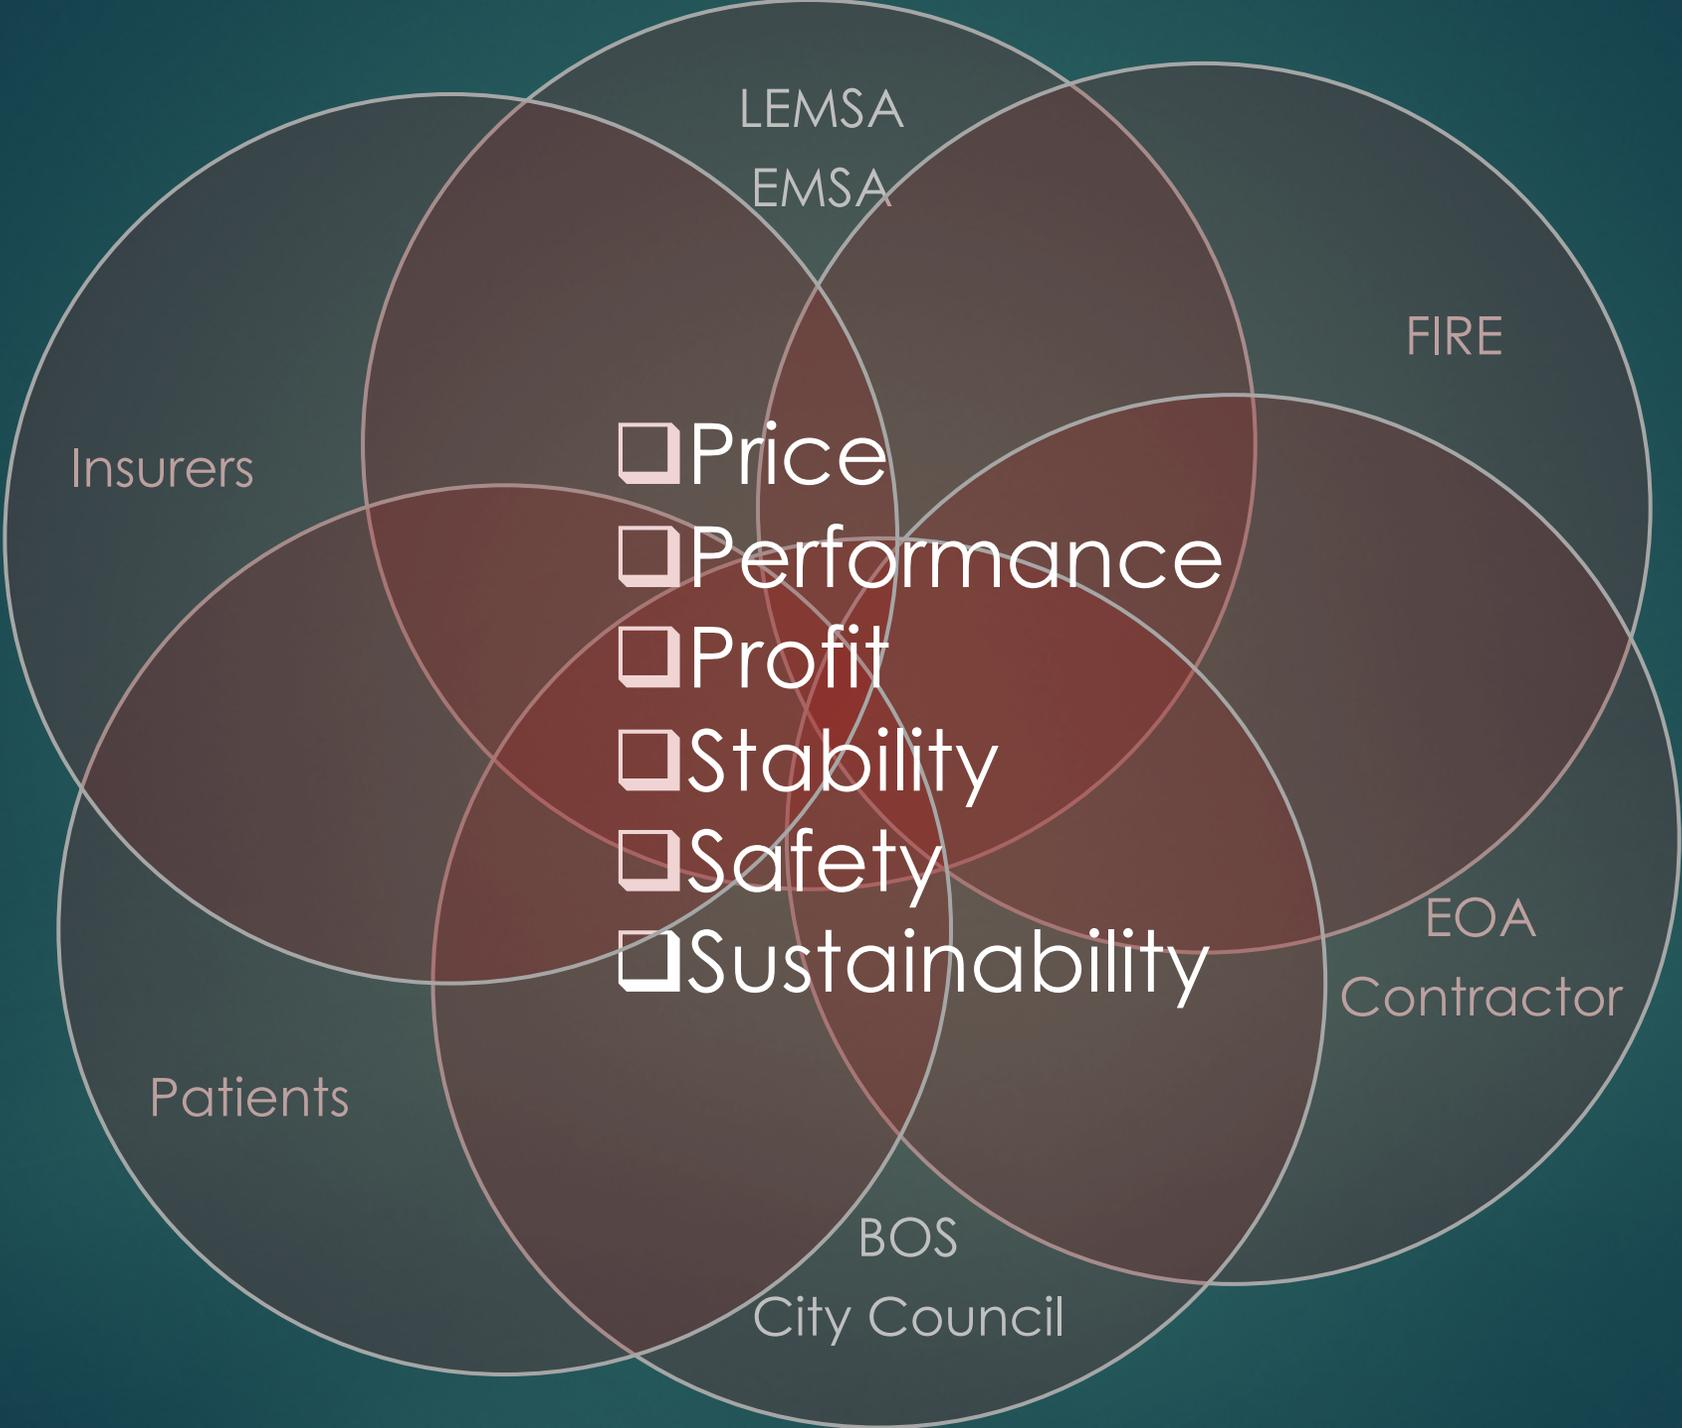 LEMSA
EMSA
FIRE
Insurers
❑Price
❑Performance
❑Profit
❑Stability
❑Safety
❑Sustainability
EOA
Contractor
Patients
BOS
City Council